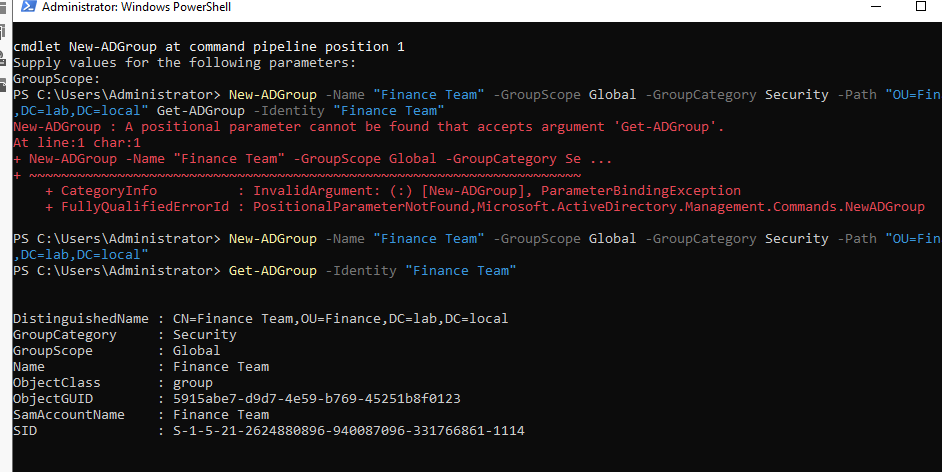 Administrator: Windows PowerShell
cmdlet New-ADGroup at command pipeline position 1
Supply values for the following parameters:
GroupScope:
PS C:\Users\Administrator> New-ADGroup -Name "Finance Team" -GroupScope Global -GroupCategory Security -Path "OU=Fin
,DC=lab,DC=local" Get-ADGroup -Identity "Finance Team"
New-ADGroup : A positional parameter cannot be found that accepts argument 'Get-ADGroup'.
At line:1 char:1
+ New-ADGroup -Name "Finance Team" -GroupScope Global -GroupCategory Se ...
+ ~~~~~~~~~~~~~~~~~~~~~~~~~~~~~~~~~~~~~~~~~~~~~~~~~~~~~~~~~~~~~~~~~~~~~
    + CategoryInfo          : InvalidArgument: (:) [New-ADGroup], ParameterBindingException
    + FullyQualifiedErrorId : PositionalParameterNotFound,Microsoft.ActiveDirectory.Management.Commands.NewADGroup
PS C:\Users\Administrator> New-ADGroup -Name "Finance Team" -GroupScope Global -GroupCategory Security -Path "OU=Fin
,DC=lab,DC=local"
PS C:\Users\Administrator> Get-ADGroup -Identity "Finance Team"
DistinguishedName : CN=Finance Team,OU=Finance,DC=lab,DC=local
GroupCategory     : Security
GroupScope        : Global
Name              : Finance Team
ObjectClass       : group
ObjectGUID        : 5915abe7-d9d7-4e59-b769-45251b8f0123
SamAccountName    : Finance Team
SID               : S-1-5-21-2624880896-940087096-331766861-1114